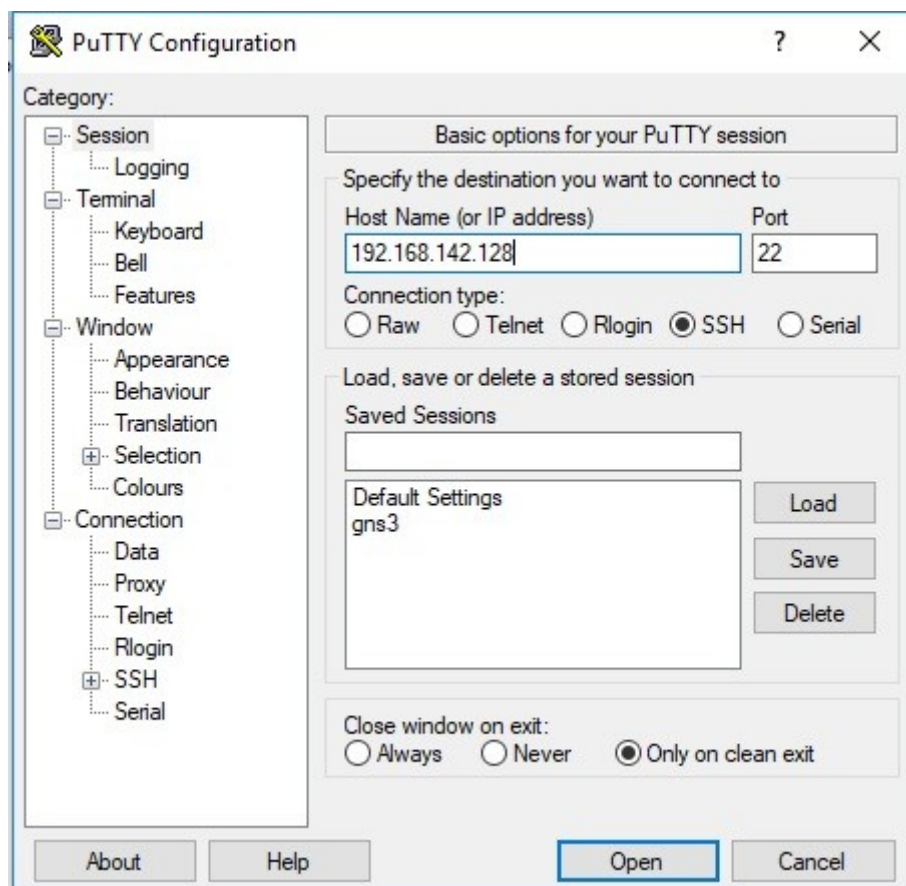 PuTTY Configuration
?
Category:
Session
Logging
Terminal
Keyboard
Bell
Features
Window
Appearance
Behaviour
Translation
Selection
Colours
Connection
Data
Proxy
Telnet
Rlogin
SSH
Serial
Basic options for your PuTTY session
Specify the destination you want to connect to
Host Name (or IP address) Port
192.168.142.128 22
Connection type:
Raw Telnet Rlogin SSH Serial
Load, save or delete a stored session
Saved Sessions
Default Settings
gns3
Load
Save
Delete
Close window on exit:
Always Never Only on clean exit
About Help Open Cancel